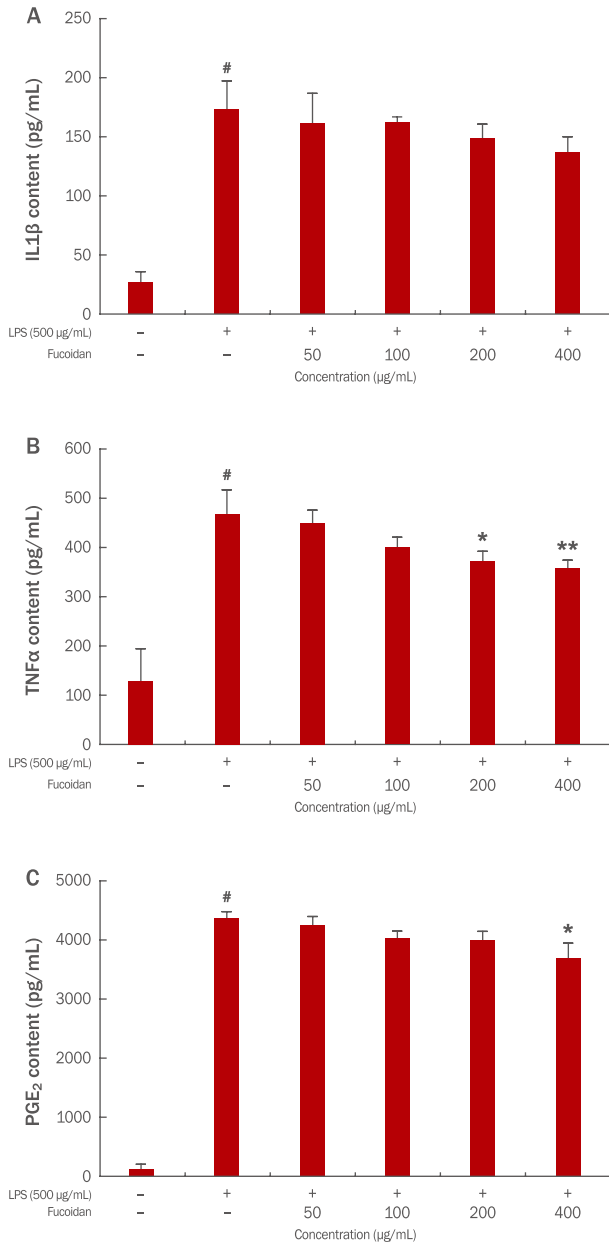 A
IL1β content (pg/mL)
250
200
150
100
50
0
#
LPS (500 µg/mL) – + + + + +
Fucoidan – – 50 100 200 400
Concentration (µg/mL)
B
TNFα content (pg/mL)
600
500
400
300
200
100
0
#
*
**
LPS (500 µg/mL) – + + + + +
Fucoidan – – 50 100 200 400
Concentration (µg/mL)
C
PGE₂ content (pg/mL)
5000
4000
3000
2000
1000
0
#
*
LPS (500 µg/mL) – + + + + +
Fucoidan – – 50 100 200 400
Concentration (µg/mL)